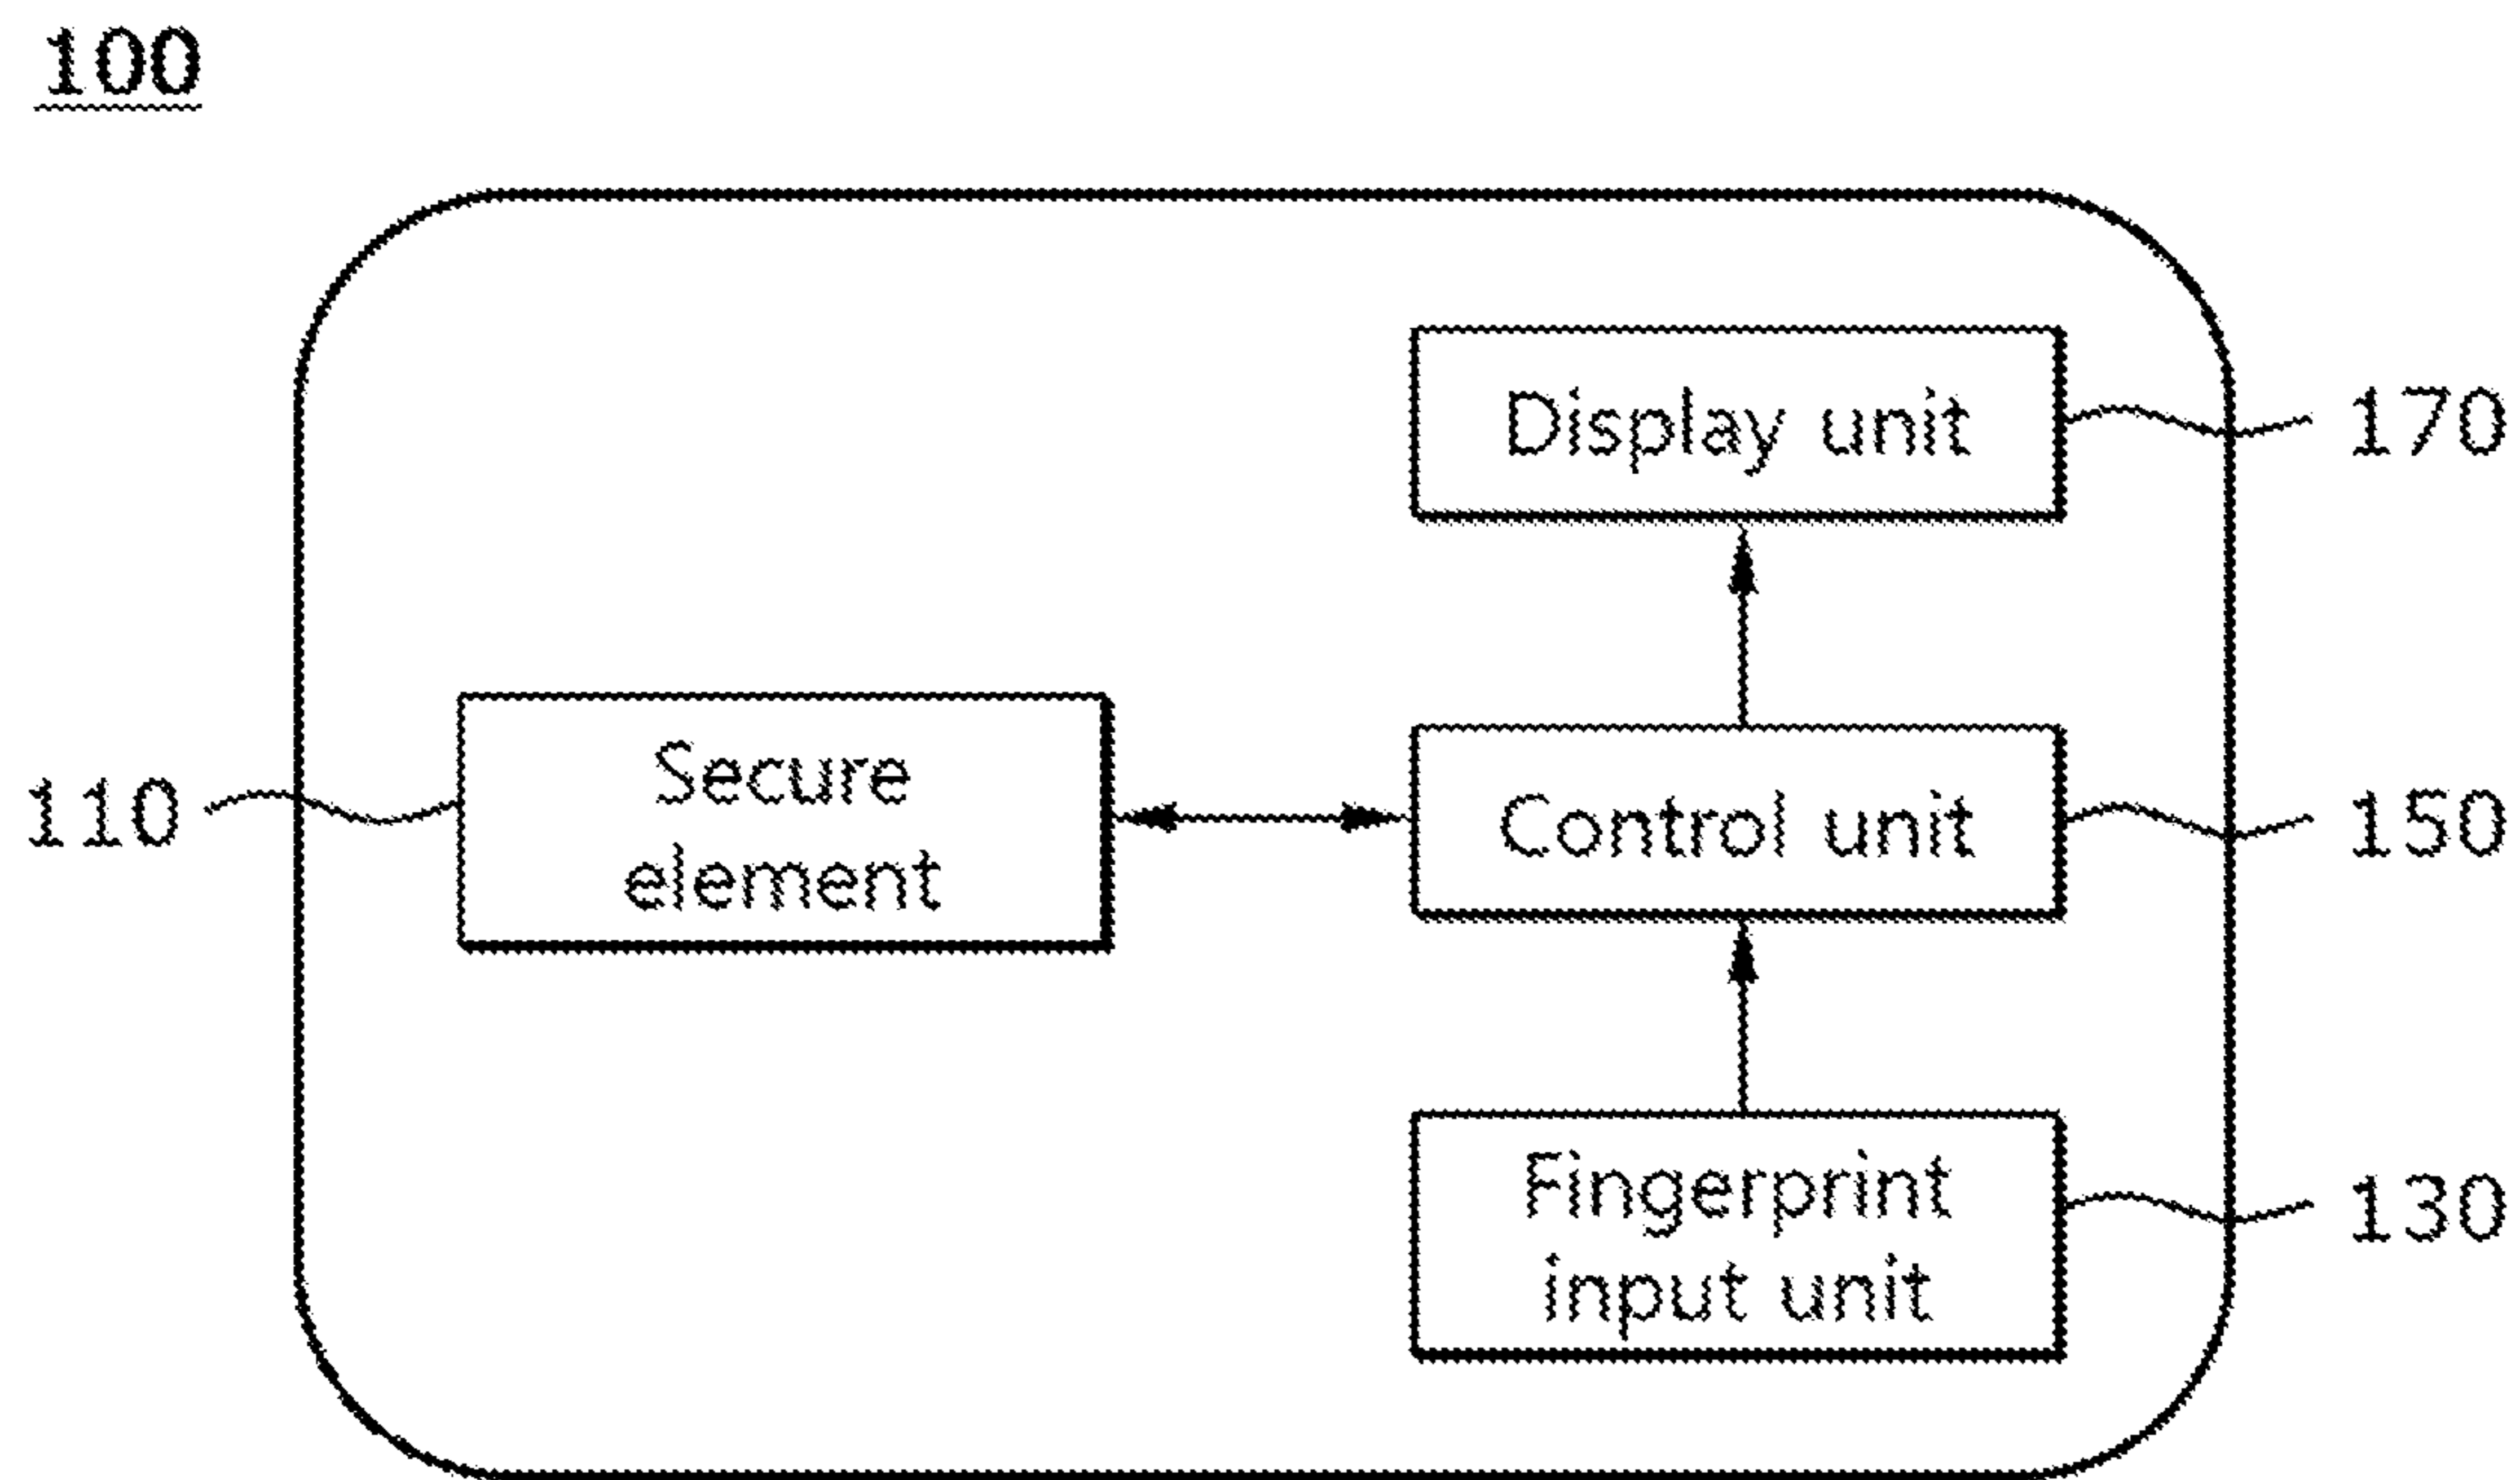 100
Display unit
170
110
Secure
element
Control unit
150
Fingerprint
input unit
130